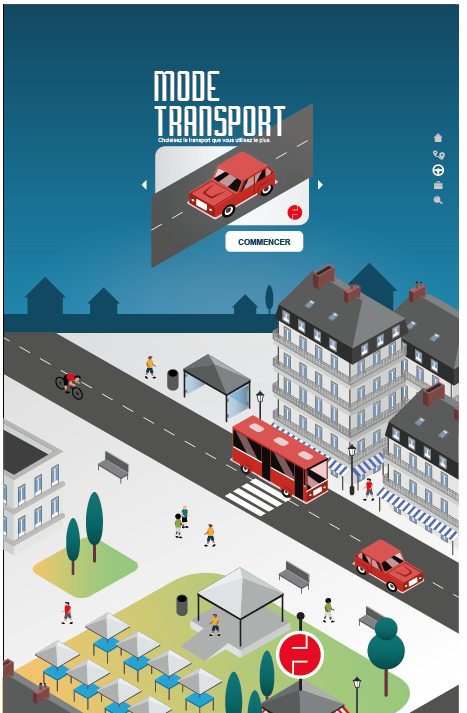 MODE
TRANSPORT
Choisissez le transport que vous utilisez le plus.
COMMENCER